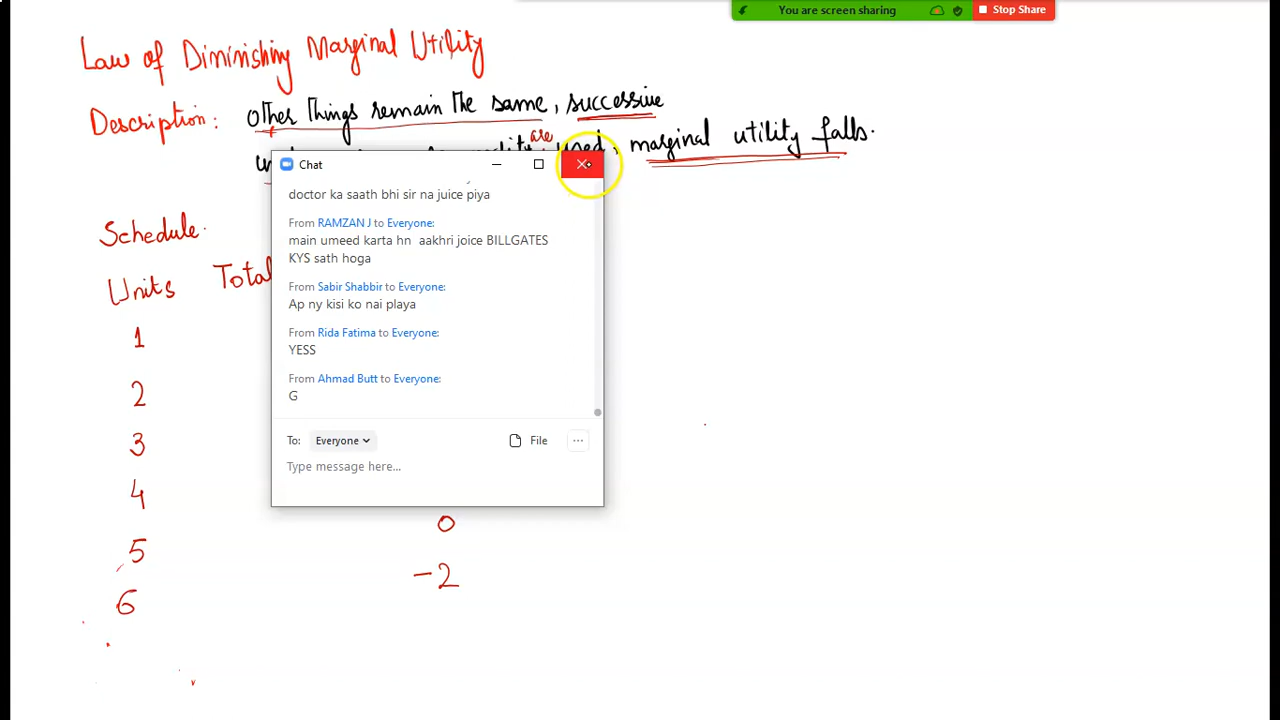 You are screen sharing
Stop Share
Law of Diminishing Marginal Utility
Description: other things remain the same, successive
are
used, marginal utility falls.
Chat
doctor ka saath bhi sir na juice piya
From RAMZAN J to Everyone:
main umeed karta hn aakhri joice BILLGATES
KYS sath hoga
From Sabir Shabbir to Everyone:
Ap ny kisi ko nai playa
From Rida Fatima to Everyone:
YESS
From Ahmad Butt to Everyone:
G
To: Everyone File
Type message here...
Schedule.
Units Total
1
2
3
4
0
5
-2
6